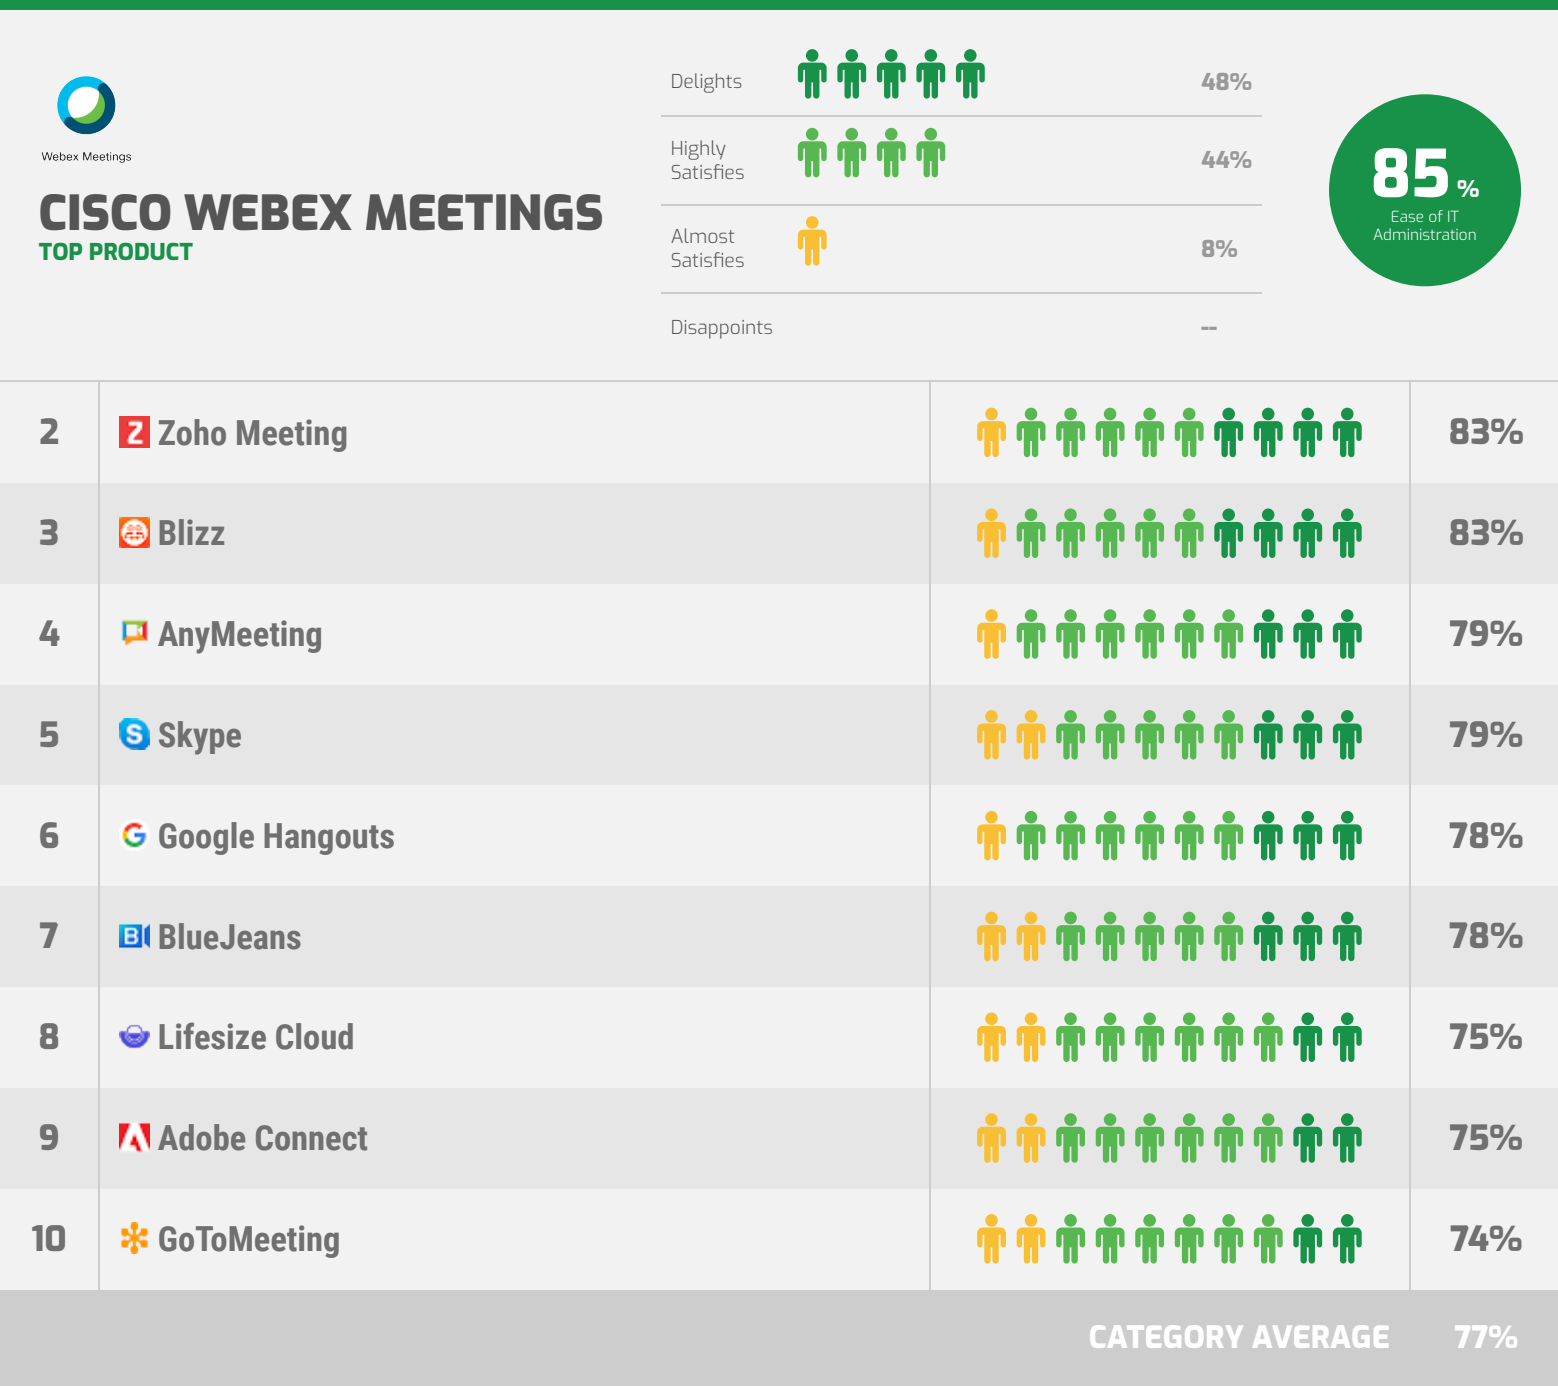 Webex Meetings
CISCO WEBEX MEETINGS
TOP PRODUCT
Delights 48%
Highly
Satisfies 44%
Almost
Satisfies 8%
Disappoints --
85 %
Ease of IT
Administration
2 Zoho Meeting 83%
3 Blizz 83%
4 AnyMeeting 79%
5 Skype 79%
6 Google Hangouts 78%
7 BlueJeans 78%
8 Lifesize Cloud 75%
9 Adobe Connect 75%
10 GoToMeeting 74%
CATEGORY AVERAGE 77%